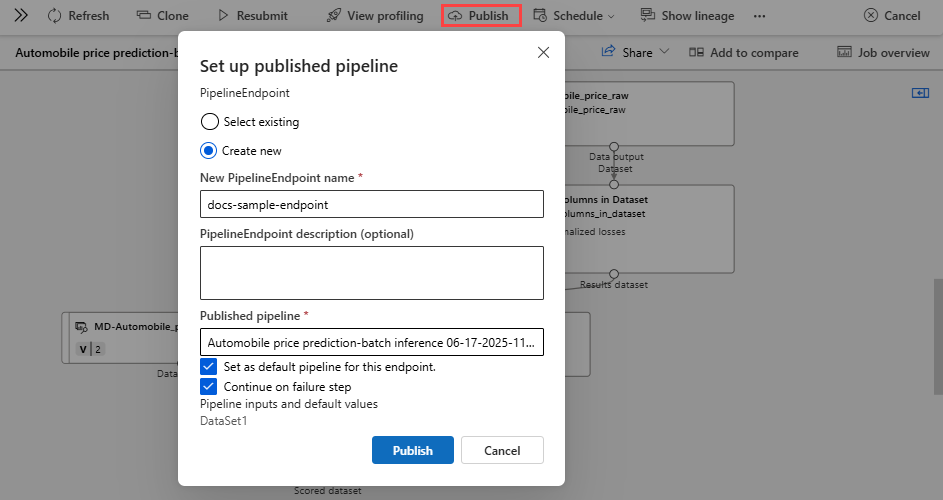 Refresh Clone Resubmit View profiling Publish Schedule Show lineage ... Cancel
Automobile price prediction-b Share Add to compare Job overview
Set up published pipeline
PipelineEndpoint
Select existing
Create new
New PipelineEndpoint name *
docs-sample-endpoint
PipelineEndpoint description (optional)
Published pipeline *
Automobile price prediction-batch inference 06-17-2025-11...
Set as default pipeline for this endpoint.
Continue on failure step
Pipeline inputs and default values
DataSet1
Publish Cancel
bile_price_raw
bile_price_raw
Data output
Dataset
olumns in Dataset
olumns_in_dataset
nalized losses
Results dataset
MD-Automobile_p
V 2
Data
Scored dataset